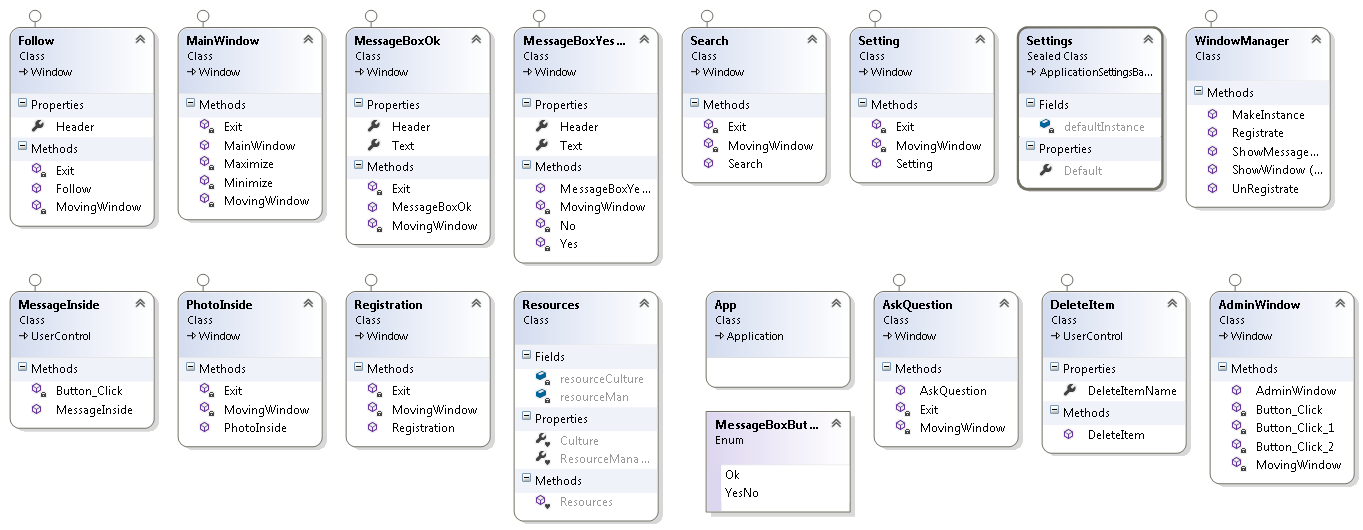 Follow
Class
Window
Properties
Header
Methods
Exit
Follow
MovingWindow
MainWindow
Class
Window
Methods
Exit
MainWindow
Maximize
Minimize
MovingWindow
MessageBoxOk
Class
Window
Properties
Header
Text
Methods
Exit
MessageBoxOk
MovingWindow
MessageBoxYes...
Class
Window
Properties
Header
Text
Methods
MessageBoxYe...
MovingWindow
No
Yes
Search
Class
Window
Methods
Exit
MovingWindow
Search
Setting
Class
Window
Methods
Exit
MovingWindow
Setting
Settings
Sealed Class
ApplicationSettingsBa...
Fields
defaultInstance
Properties
Default
WindowManager
Class
Methods
MakeInstance
Registrate
ShowMessage...
ShowWindow (...
UnRegistrate
MessageInside
Class
UserControl
Methods
Button_Click
MessageInside
PhotoInside
Class
Window
Methods
Exit
MovingWindow
PhotoInside
Registration
Class
Window
Methods
Exit
MovingWindow
Registration
Resources
Class
Fields
resourceCulture
resourceMan
Properties
Culture
ResourceMana...
Methods
Resources
App
Class
Application
MessageBoxBut...
Enum
Ok
YesNo
AskQuestion
Class
Window
Methods
AskQuestion
Exit
MovingWindow
DeleteItem
Class
UserControl
Properties
DeleteItemName
Methods
DeleteItem
AdminWindow
Class
Window
Methods
AdminWindow
Button_Click
Button_Click_1
Button_Click_2
MovingWindow